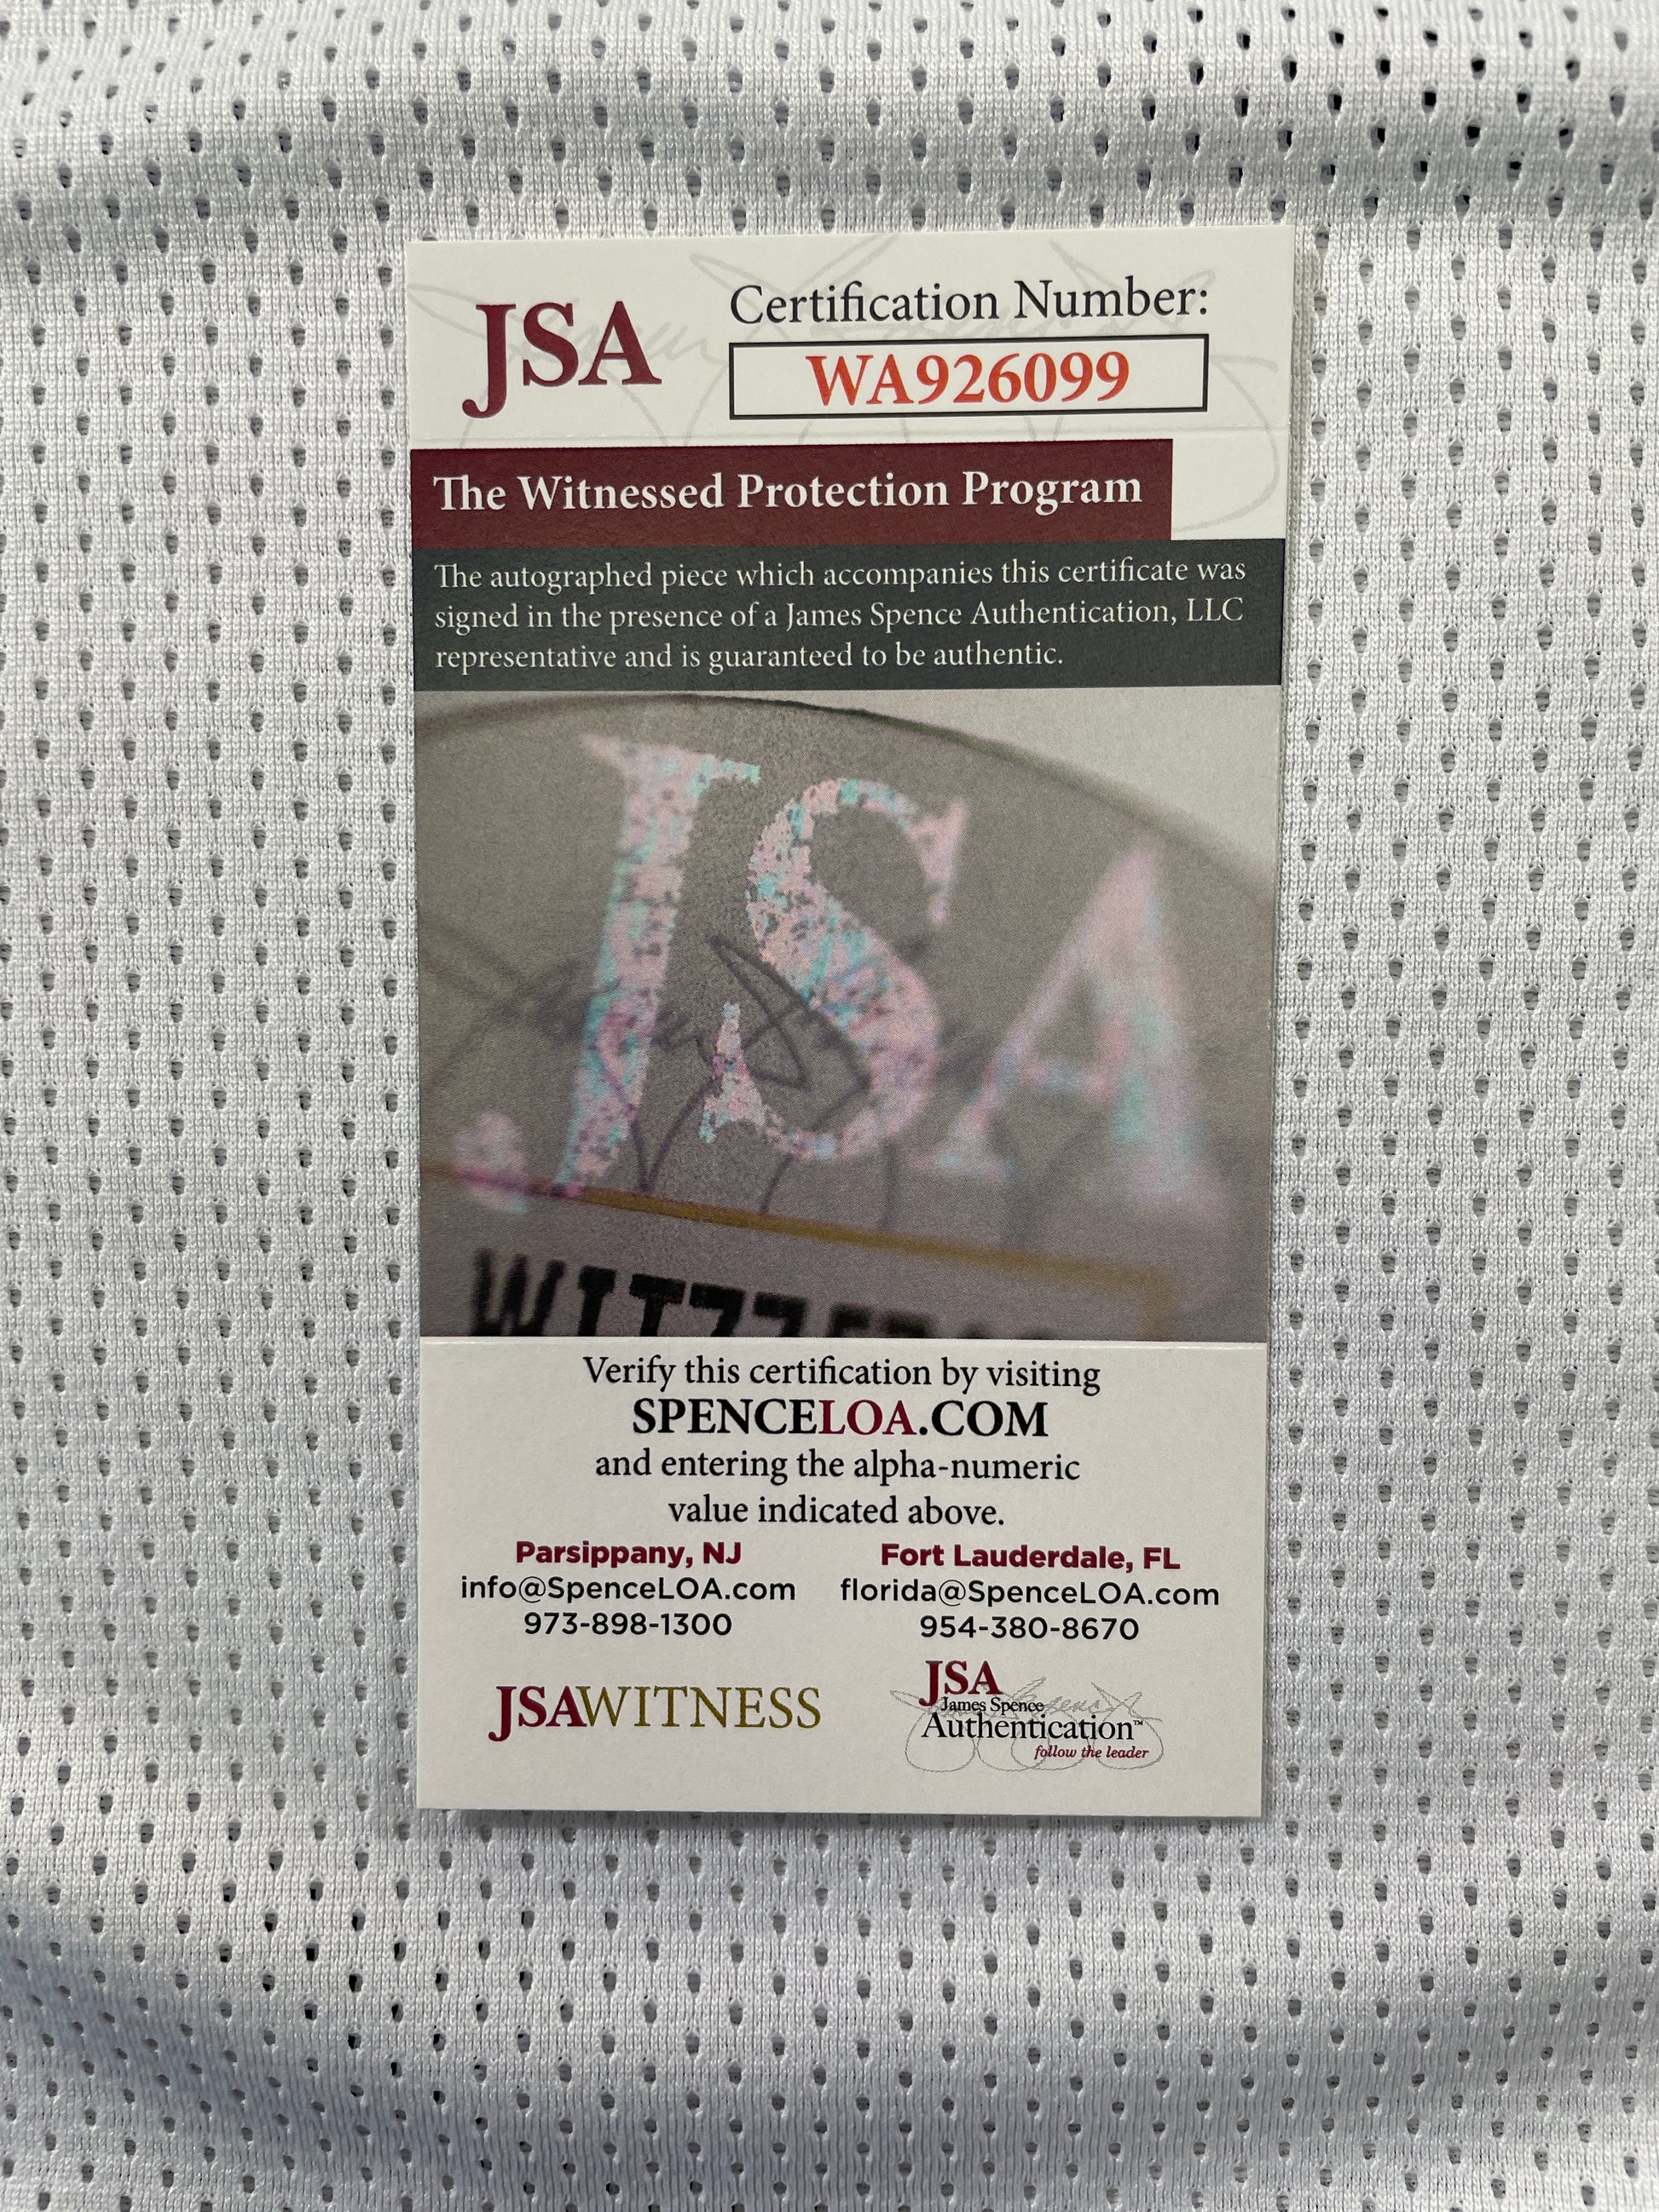 JSA
Certification Number:
WA926099
The Witnessed Protection Program
The autographed piece which accompanies this certificate was
signed in the presence of a James Spence Authentication, LLC
representative and is guaranteed to be authentic.
JSA
Verify this certification by visiting
SPENCELOA.COM
and entering the alpha-numeric
value indicated above.
Parsippany, NJ
info@SpenceLOA.com
973-898-1300
Fort Lauderdale, FL
florida@SpenceLOA.com
954-380-8670
JSAWITNESS
JSA
James Spence
Authentication™
follow the leader